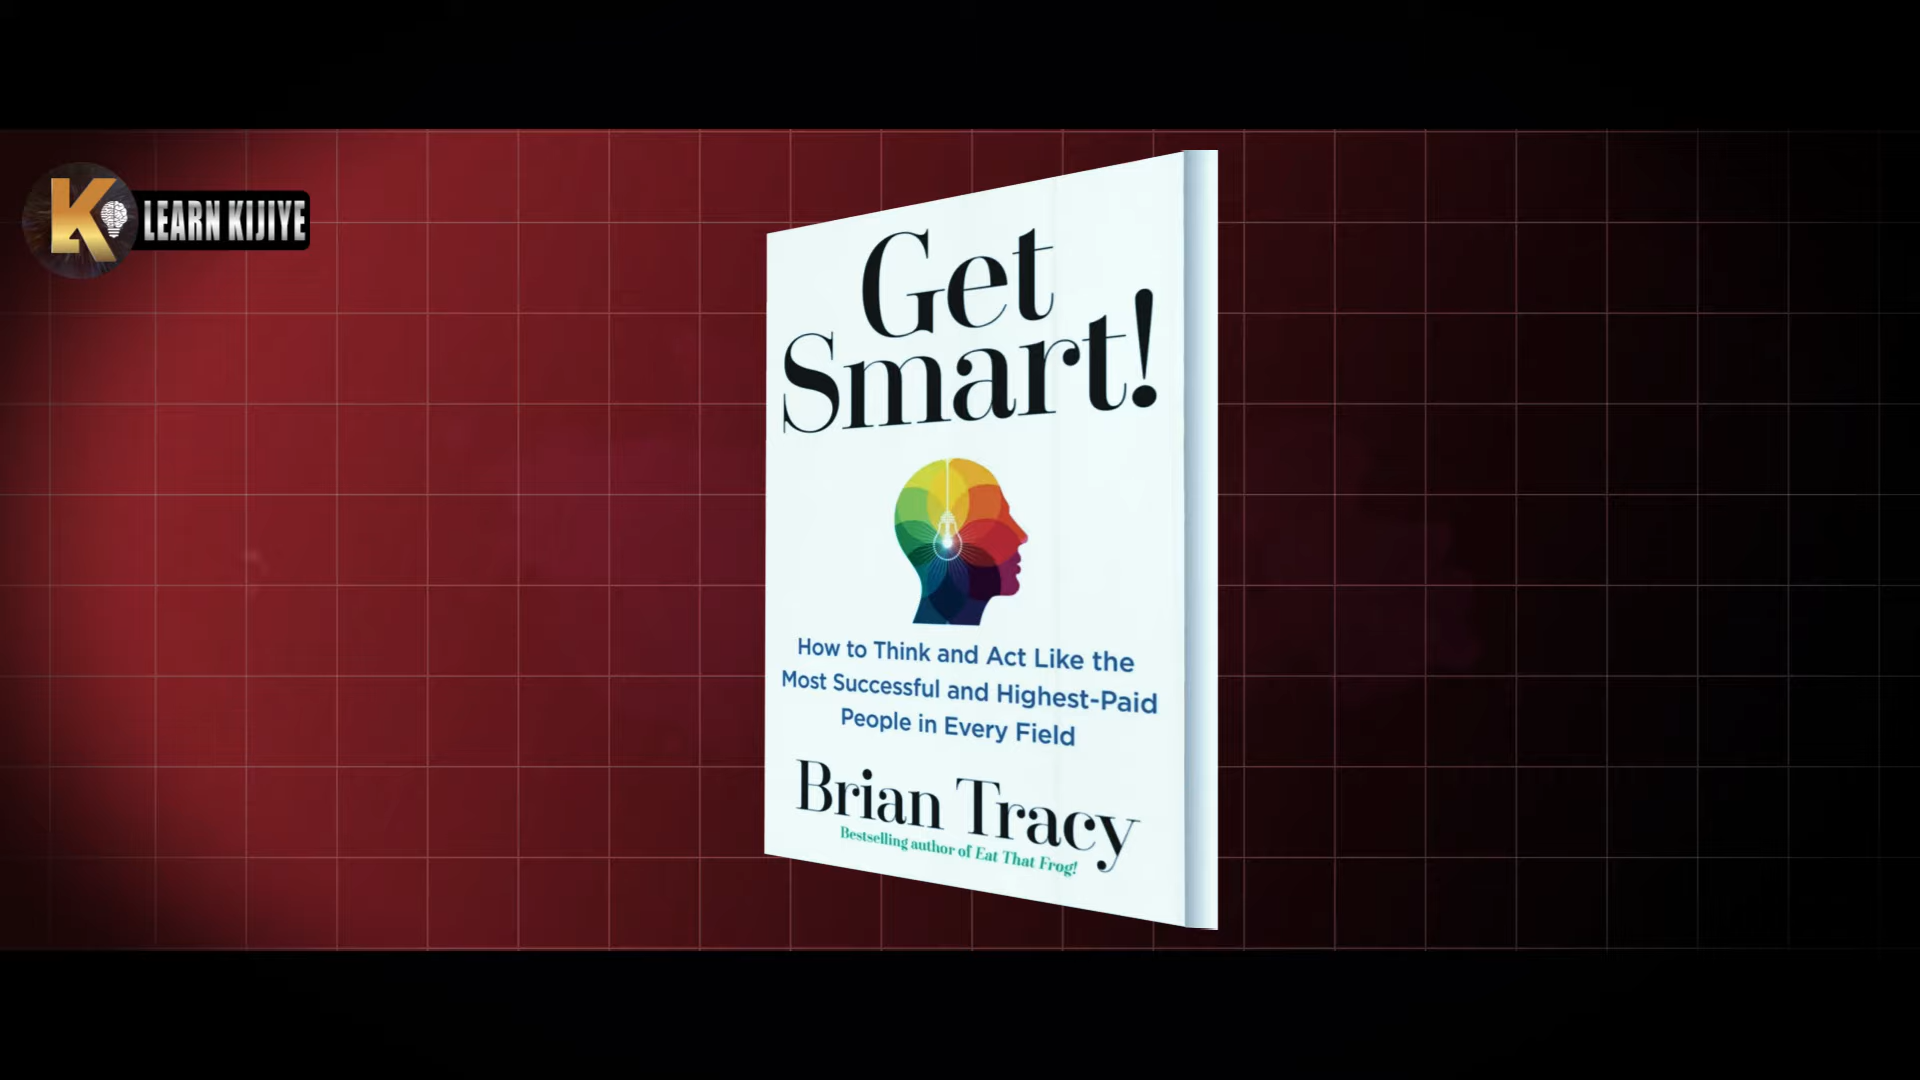 LEARN KIJIYE
Get
Smart!
How to Think and Act Like the
Most Successful and Highest-Paid
People in Every Field
Brian Tracy
Bestselling author of Eat That Frog!